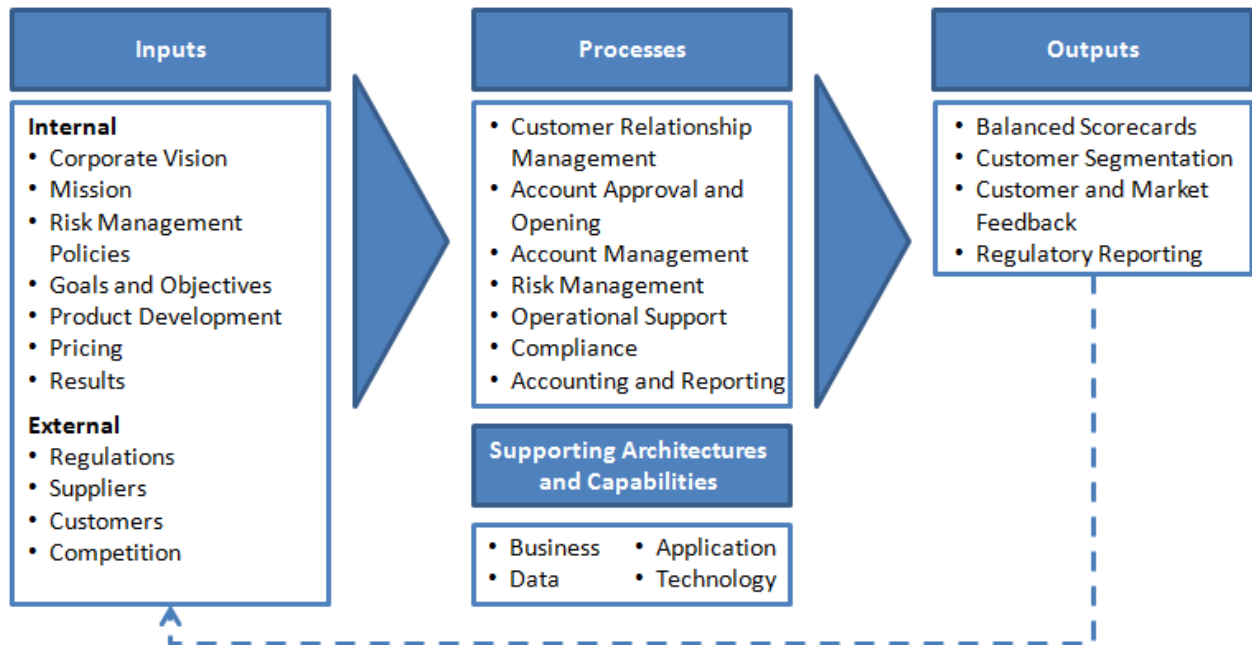 Inputs
Internal
• Corporate Vision
• Mission
• Risk Management
Policies
• Goals and Objectives
• Product Development
• Pricing
• Results
External
• Regulations
• Suppliers
• Customers
• Competition
Processes
• Customer Relationship
Management
• Account Approval and
Opening
• Account Management
• Risk Management
• Operational Support
• Compliance
• Accounting and Reporting
Supporting Architectures
and Capabilities
• Business
• Data
• Application
• Technology
Outputs
• Balanced Scorecards
• Customer Segmentation
• Customer and Market
Feedback
• Regulatory Reporting